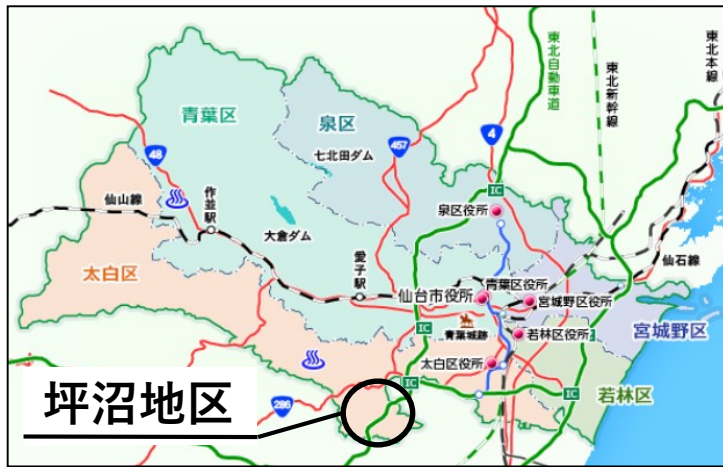 東北自動車道
東北新幹線
東北本線
青葉区
泉区
七北田ダム
457
4
48
仙山線
作並駅
IC
泉区役所
大倉ダム
愛子駅
仙石線
太白区
仙台市役所
青葉区役所
宮城野区役所
宮城野区
青葉城跡
若林区役所
IC
太白区役所
若林区
IC
IC
坪沼地区
286